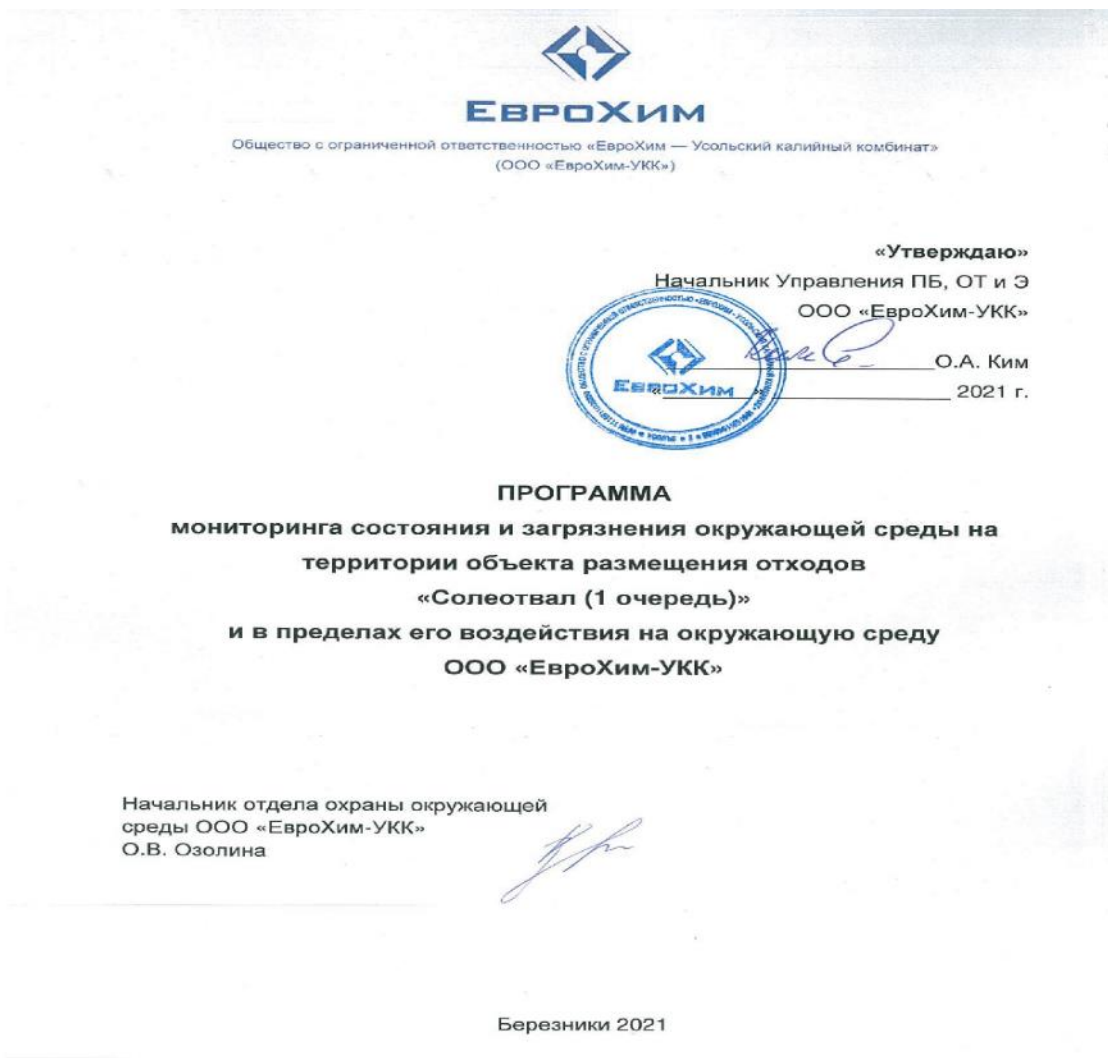 ЕВРОХИМ
Общество с ограниченной ответственностью «ЕвроХим — Усольский калийный комбинат»
(ООО «ЕвроХим-УКК»)
«Утверждаю»
Начальник Управления ПБ, ОТ и Э
ООО «ЕвроХим-УКК»
О.А. Ким
«    » 2021 г.
ЕВРОХИМ
ПРОГРАММА
мониторинга состояния и загрязнения окружающей среды на
территории объекта размещения отходов
«Солеотвал (1 очередь)»
и в пределах его воздействия на окружающую среду
ООО «ЕвроХим-УКК»
Начальник отдела охраны окружающей
среды ООО «ЕвроХим-УКК»
О.В. Озолина
Березники 2021